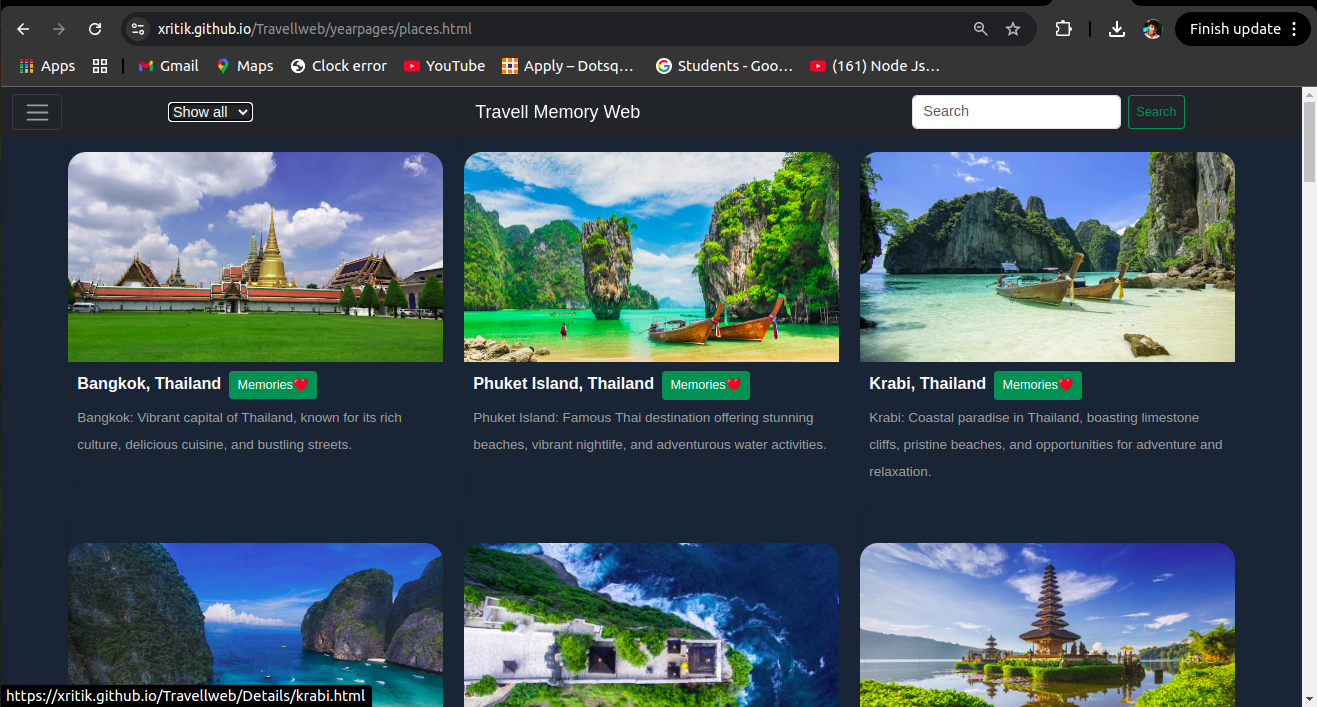 xritik.github.io/Travellweb/yearpages/places.html
Finish update
Apps
Gmail
Maps
Clock error
YouTube
Apply – Dotsq…
Students - Goo…
(161) Node Js…
Show all
Travell Memory Web
Search
Search
Bangkok, Thailand
Memories❤️
Bangkok: Vibrant capital of Thailand, known for its rich
culture, delicious cuisine, and bustling streets.
Phuket Island, Thailand
Memories❤️
Phuket Island: Famous Thai destination offering stunning
beaches, vibrant nightlife, and adventurous water activities.
Krabi, Thailand
Memories❤️
Krabi: Coastal paradise in Thailand, boasting limestone
cliffs, pristine beaches, and opportunities for adventure and
relaxation.
https://xritik.github.io/Travellweb/Details/krabi.html